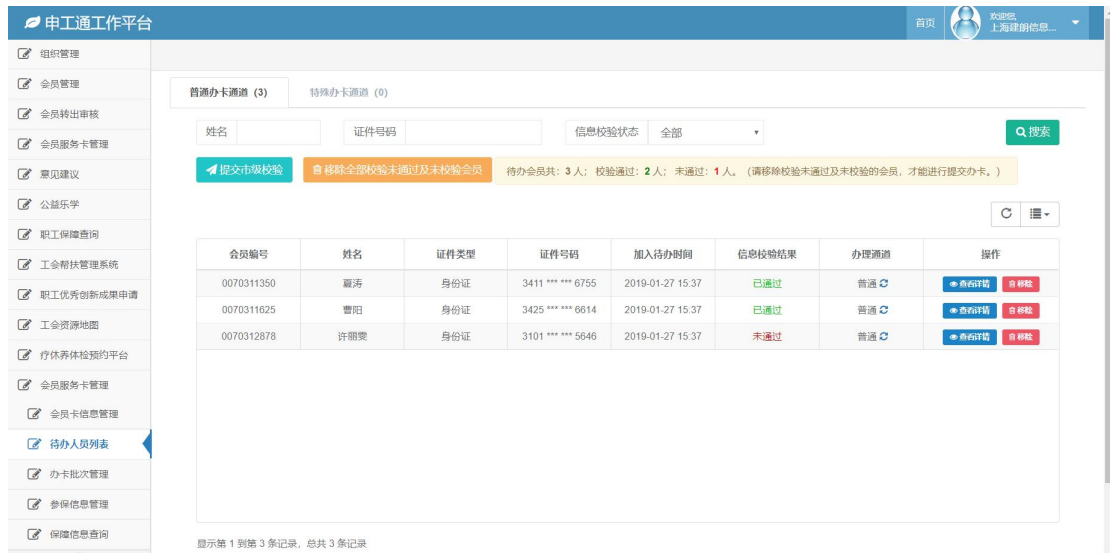 申工通工作平台
首页
欢迎您,
上海建朗信息...
组织管理
会员管理
会员转出审核
会员服务卡管理
意见建议
公益乐学
职工保障查询
工会帮扶管理系统
职工优秀创新成果申请
工会资源地图
疗休养体检预约平台
会员服务卡管理
会员卡信息管理
待办人员列表
办卡批次管理
参保信息管理
保障信息查询
普通办卡通道 (3) 特殊办卡通道 (0)
姓名 证件号码 信息校验状态 全部 搜索
提交市级校验 移除全部校验未通过及未校验会员 待办会员共: 3 人; 校验通过: 2 人; 未通过: 1 人。 (请移除校验未通过及未校验的会员, 才能进行提交办卡。)
会员编号 姓名 证件类型 证件号码 加入待办时间 信息校验结果 办理通道 操作
0070311350 夏涛 身份证 3411 *** *** 6755 2019-01-27 15:37 已通过 普通 查看详情 移除
0070311625 曹阳 身份证 3425 *** *** 6614 2019-01-27 15:37 已通过 普通 查看详情 移除
0070312878 许丽雯 身份证 3101 *** *** 5646 2019-01-27 15:37 未通过 普通 查看详情 移除
显示第 1 到第 3 条记录, 总共 3 条记录